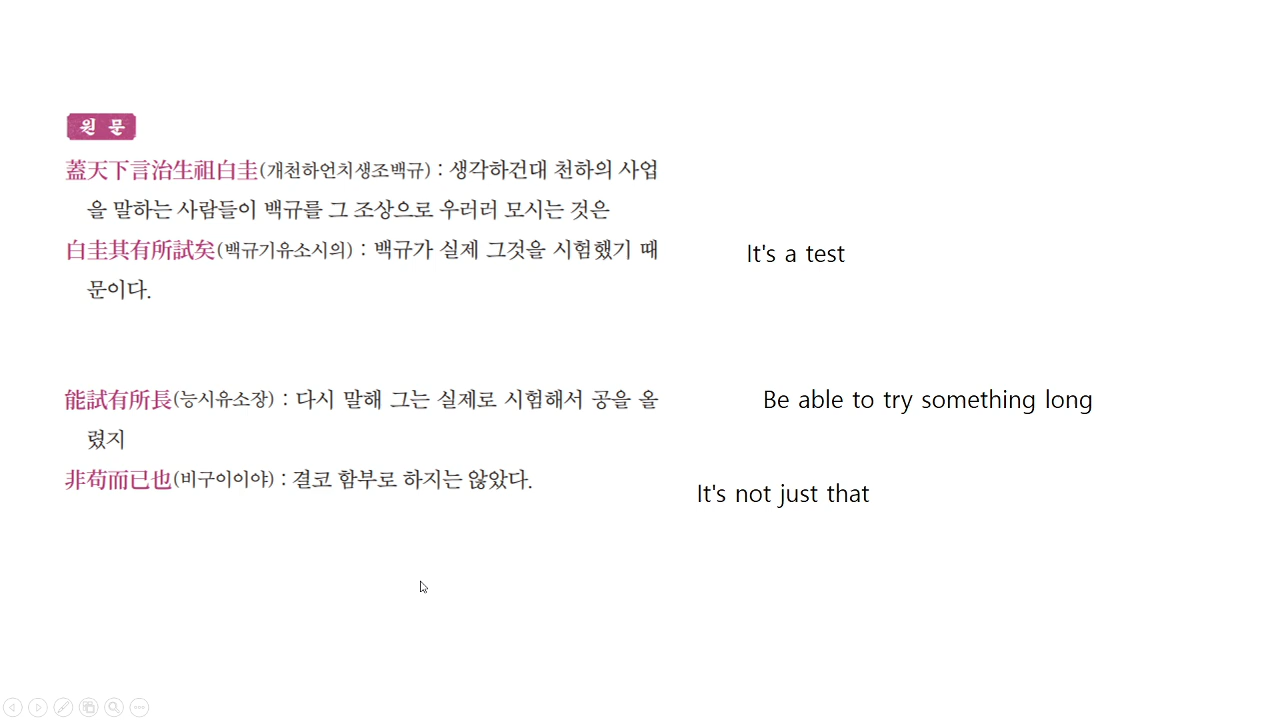 원 문
蓋天下言治生祖白圭(개천하언치생조백규) : 생각하건대 천하의 사업
을 말하는 사람들이 백규를 그 조상으로 우러러 모시는 것은
白圭其有所試矣(백규기유소시의) : 백규가 실제 그것을 시험했기 때
문이다.
It's a test
能試有所長(능시유소장) : 다시 말해 그는 실제로 시험해서 공을 올
렸지
Be able to try something long
非苟而已也(비구이이야) : 결코 함부로 하지는 않았다.
It's not just that